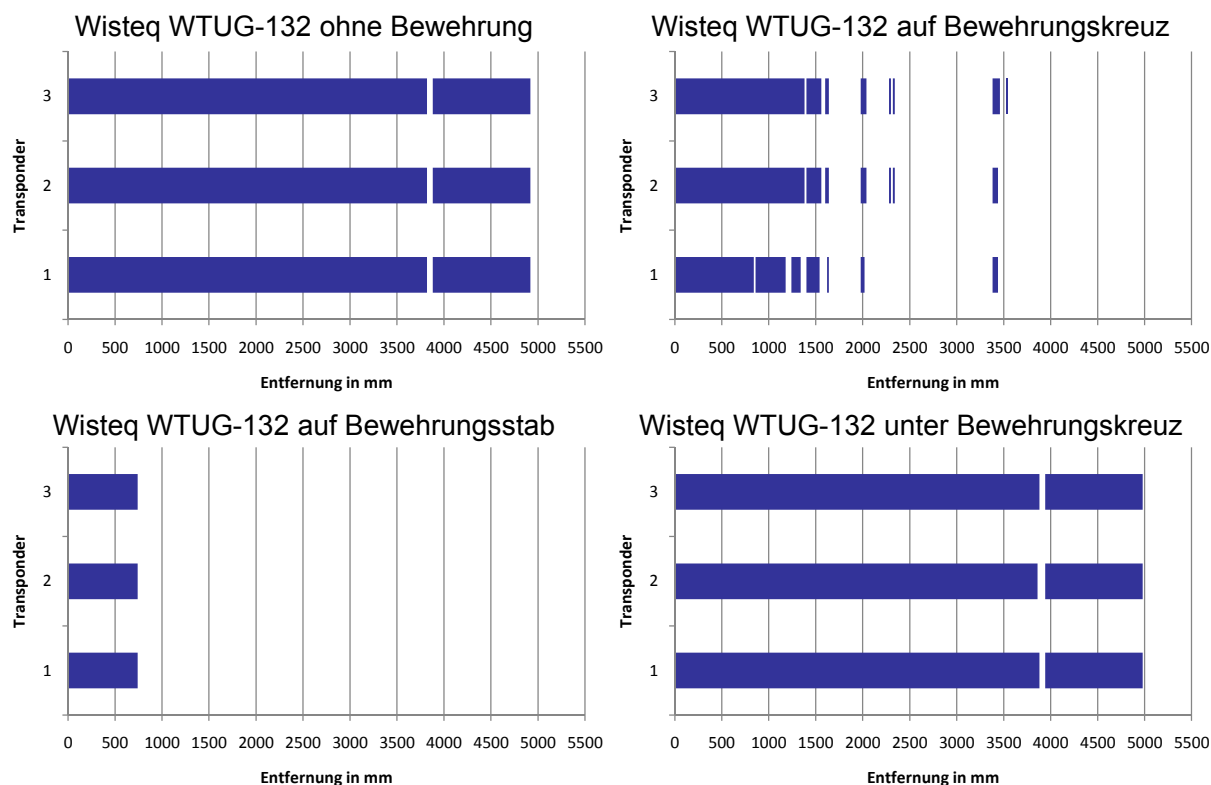 Wisteq WTUG-132 ohne Bewehrung
Transponder
3
2
1
0 500 1000 1500 2000 2500 3000 3500 4000 4500 5000 5500
Entfernung in mm
Wisteq WTUG-132 auf Bewehrungskreuz
Transponder
3
2
1
0 500 1000 1500 2000 2500 3000 3500 4000 4500 5000 5500
Entfernung in mm
Wisteq WTUG-132 auf Bewehrungsstab
Transponder
3
2
1
0 500 1000 1500 2000 2500 3000 3500 4000 4500 5000 5500
Entfernung in mm
Wisteq WTUG-132 unter Bewehrungskreuz
Transponder
3
2
1
0 500 1000 1500 2000 2500 3000 3500 4000 4500 5000 5500
Entfernung in mm